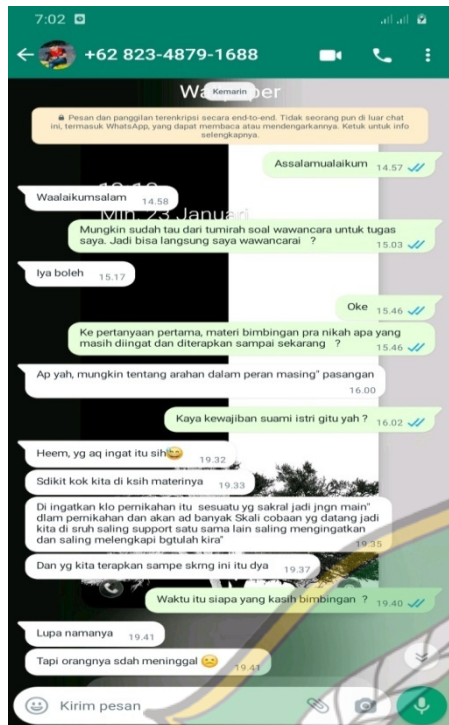 7:02
+62 823-4879-1688
Kemarin
Pesan dan panggilan terenkripsi secara end-to-end. Tidak seorang pun di luar chat
ini, termasuk WhatsApp, yang dapat membaca atau mendengarkannya. Ketuk untuk info
selengkapnya.
Assalamualaikum 14.57
Waalaikumsalam 14.58
Min, 23 Januari
Mungkin sudah tau dari tumirah soal wawancara untuk tugas
saya. Jadi bisa langsung saya wawancarai ? 15.03
Iya boleh 15.17
Oke 15.46
Ke pertanyaan pertama, materi bimbingan pra nikah apa yang
masih diingat dan diterapkan sampai sekarang ? 15.46
Ap yah, mungkin tentang arahan dalam peran masing" pasangan
16.00
Kaya kewajiban suami istri gitu yah ? 16.02
Heem, yg aq ingat itu sih😅 19.32
Sdikit kok kita di ksih materinya 19.33
Di ingatkan klo pernikahan itu sesuatu yg sakral jadi jngn main"
dlam pernikahan dan akan ad banyak Skali cobaan yg datang jadi
kita di sruh saling support satu sama lain saling mengingatkan
dan saling melengkapi bgtulah kira"
19.35
Dan yg kita terapkan sampe skrng ini itu dya 19.37
Waktu itu siapa yang kasih bimbingan ? 19.40
Lupa namanya 19.41
Tapi orangnya sdah meninggal 😕 19.41
Kirim pesan